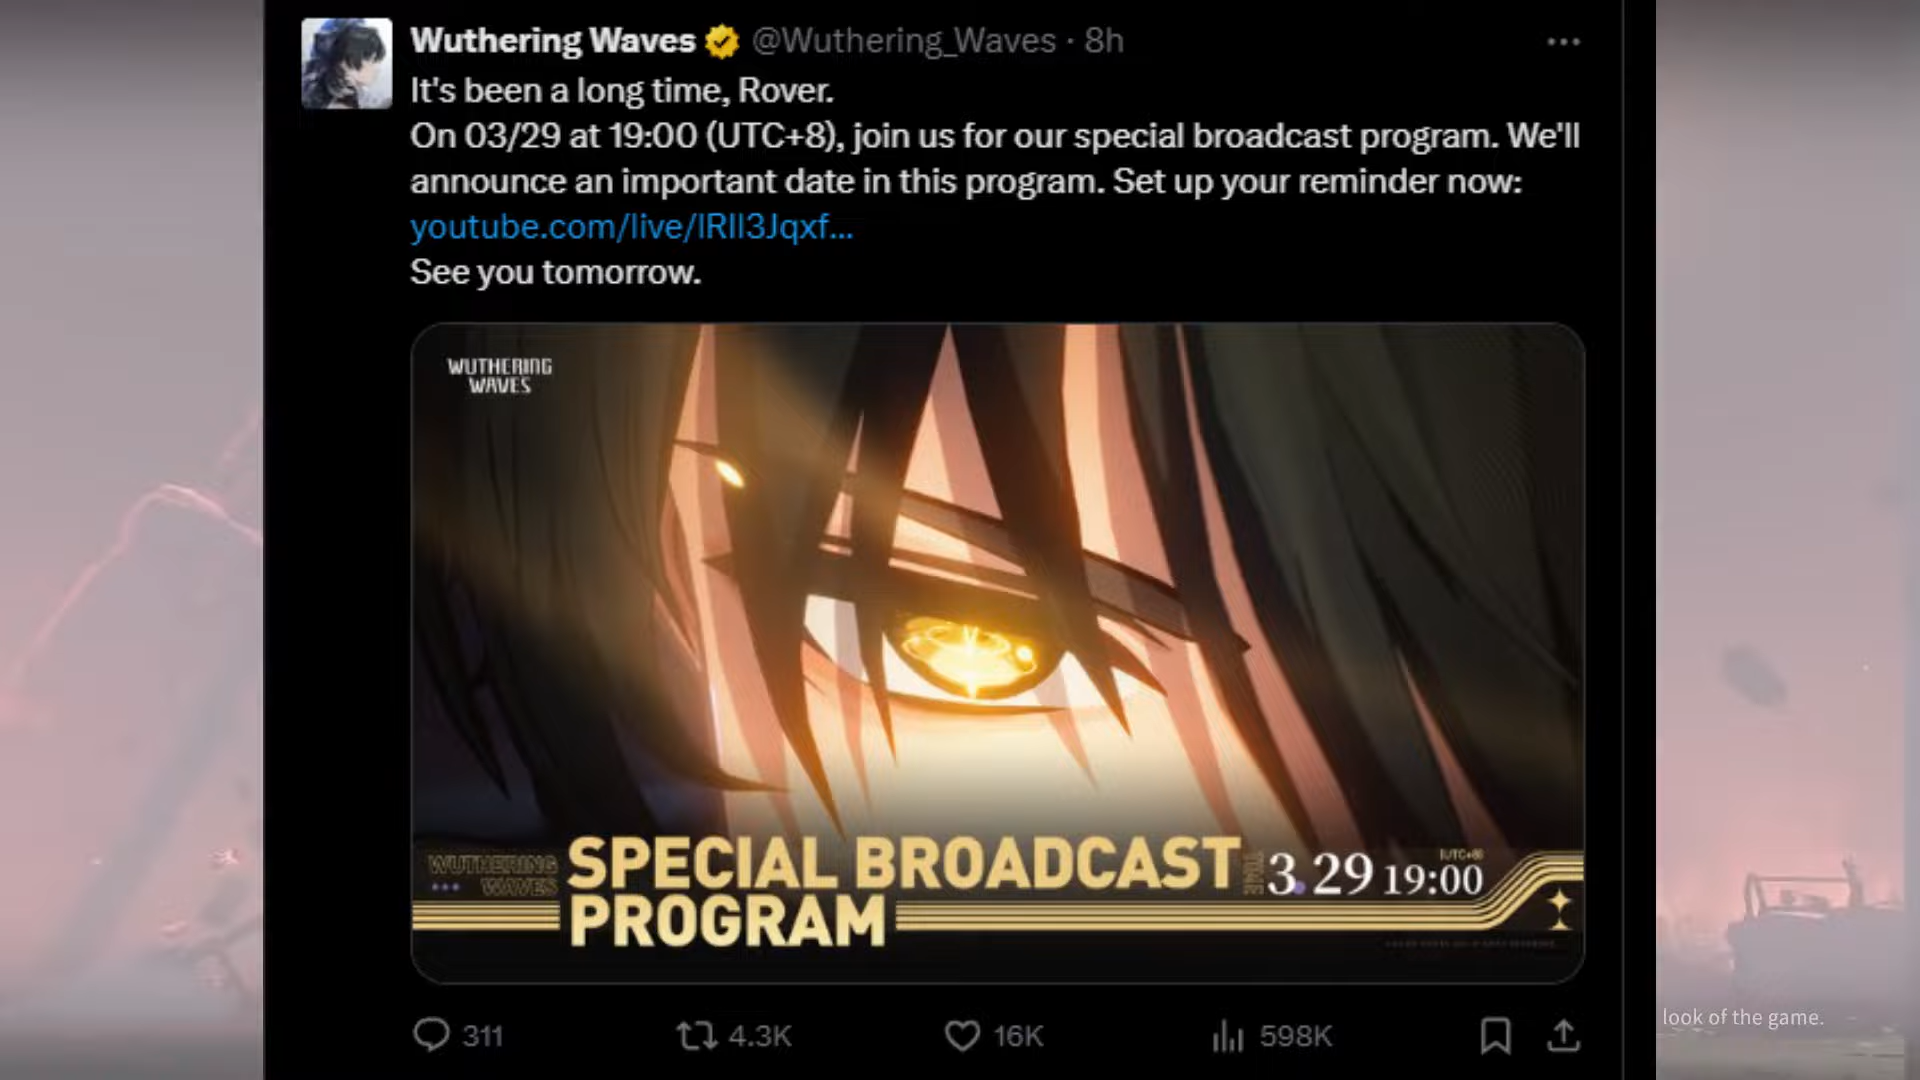 Wuthering Waves @Wuthering_Waves · 8h
It's been a long time, Rover.
On 03/29 at 19:00 (UTC+8), join us for our special broadcast program. We'll
announce an important date in this program. Set up your reminder now:
youtube.com/live/lRll3Jqxf...
See you tomorrow.
WUTHERING
WAVES
WUTHERING
WAVES
SPECIAL BROADCAST
PROGRAM
TIME
3.29 19:00
(UTC+8)
311 4.3K 16K 598K
look of the game.